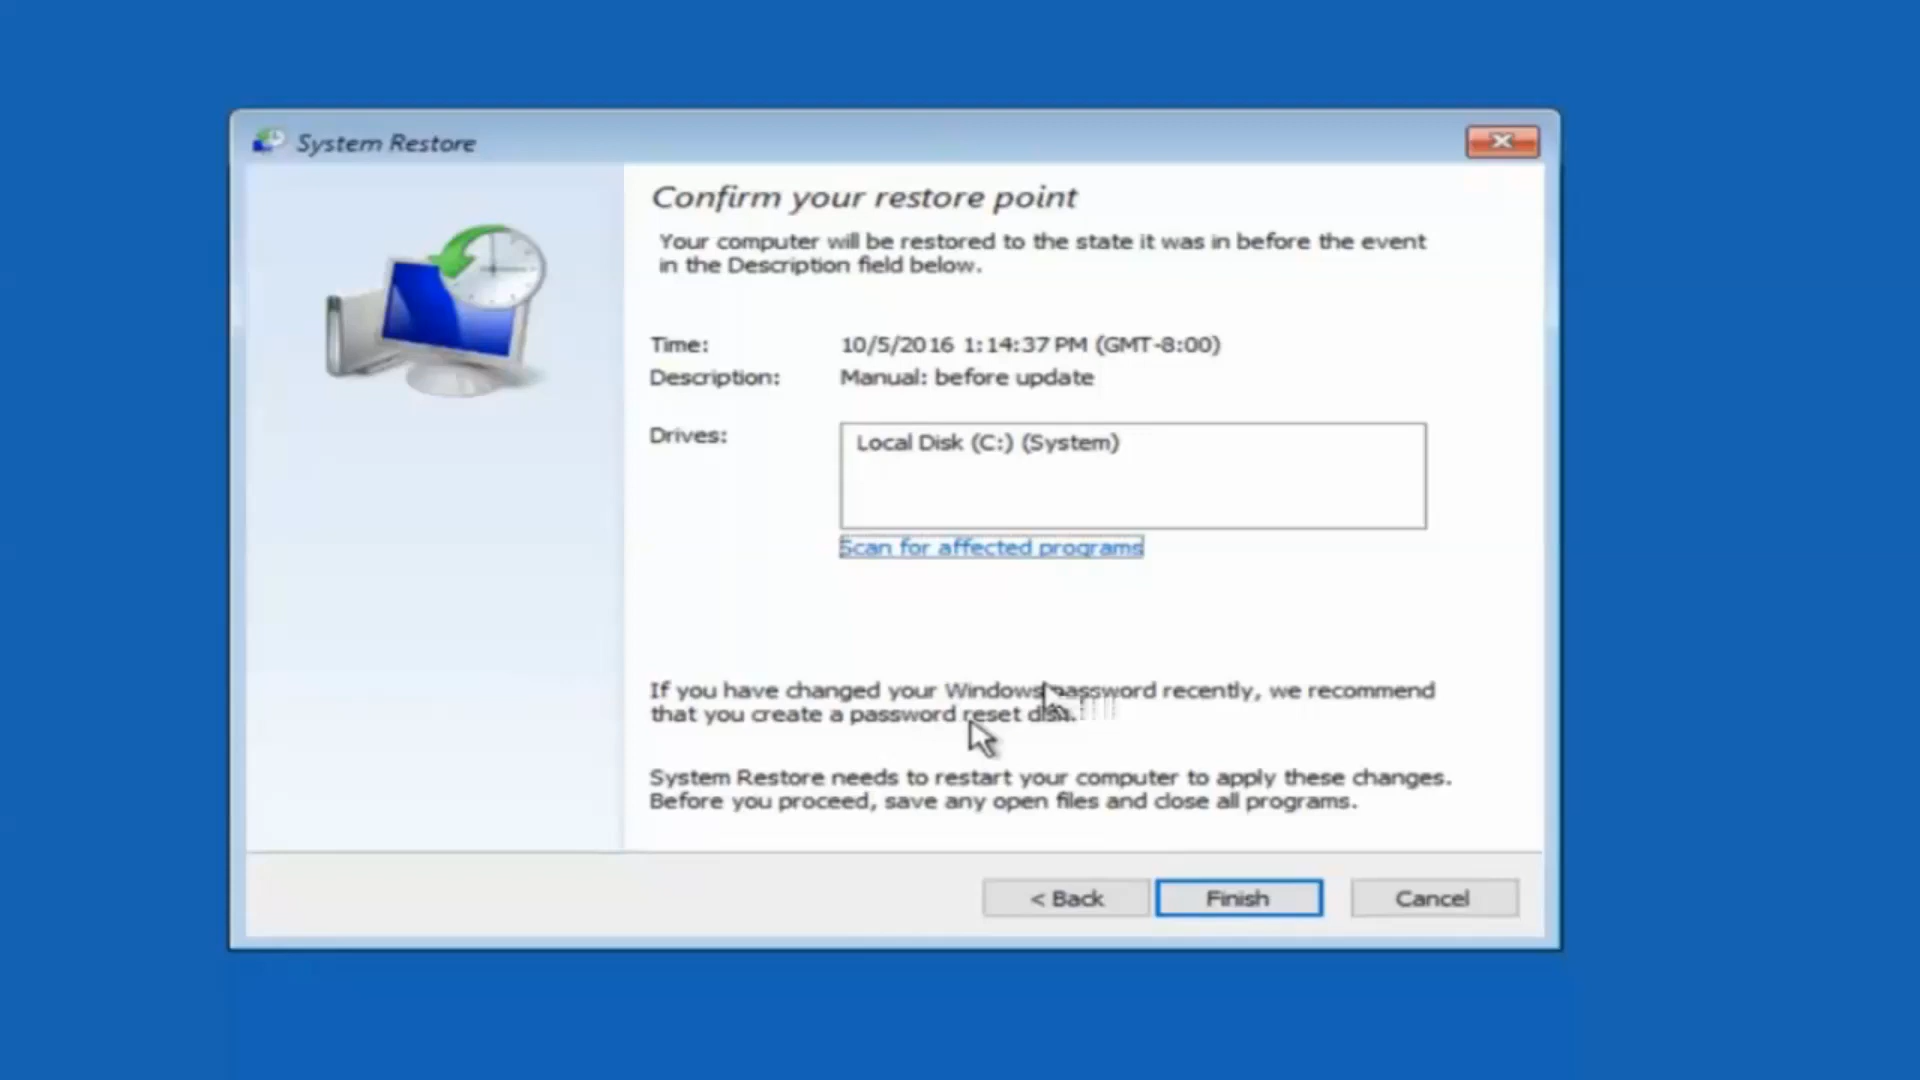 System Restore
Confirm your restore point
Your computer will be restored to the state it was in before the event
in the Description field below.
Time: 10/5/2016 1:14:37 PM (GMT-8:00)
Description: Manual: before update
Drives: Local Disk (C:) (System)
Scan for affected programs
If you have changed your Windows password recently, we recommend
that you create a password reset disk.
System Restore needs to restart your computer to apply these changes.
Before you proceed, save any open files and close all programs.
< Back Finish Cancel